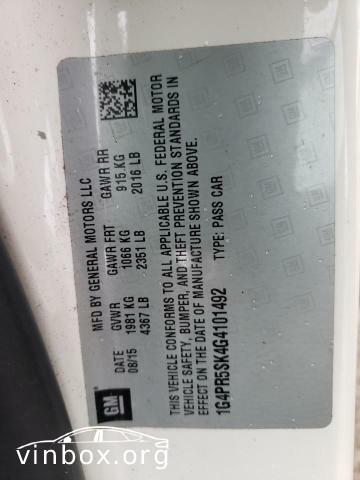 GM
MFD BY GENERAL MOTORS LLC
DATE GVWR GAWR FRT GAWR RR
08/15 1981 KG 1066 KG 915 KG
4367 LB 2351 LB 2016 LB
THIS VEHICLE CONFORMS TO ALL APPLICABLE U.S. FEDERAL MOTOR
VEHICLE SAFETY, BUMPER, AND THEFT PREVENTION STANDARDS IN
EFFECT ON THE DATE OF MANUFACTURE SHOWN ABOVE.
1G4PR5SK4G4101492 TYPE: PASS CAR
vinbox.org